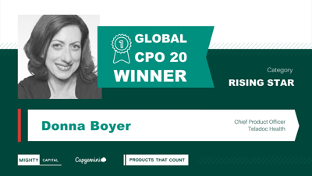 GLOBAL
CPO 20
WINNER
1
Category
RISING STAR
Donna Boyer
Chief Product Officer
Teladoc Health
MIGHTY CAPITAL
Capgemini
PRODUCTS THAT COUNT